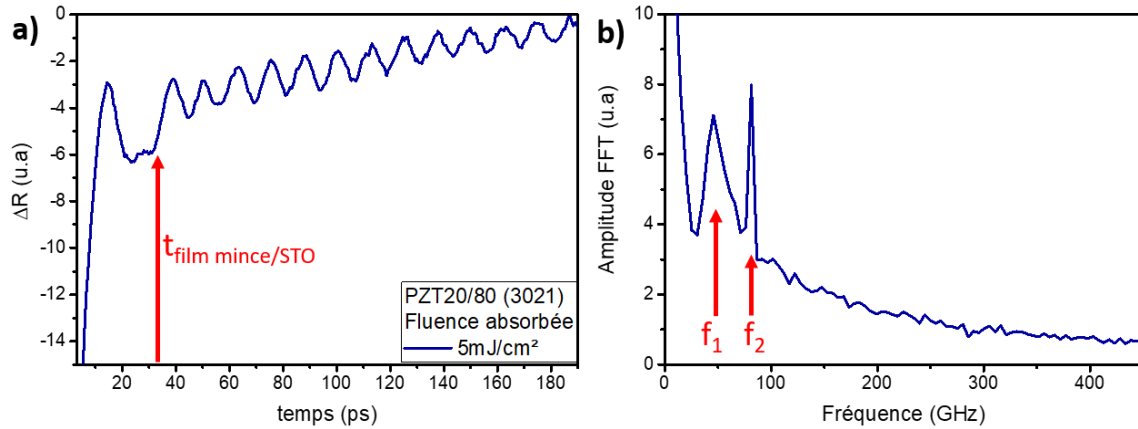 a)
ΔR (u.a)
0
-2
-4
-6
-8
-10
-12
-14
t film mince/STO
PZT20/80 (3021)
Fluence absorbée
5mJ/cm²
20 40 60 80 100 120 140 160 180
temps (ps)
b)
Amplitude FFT (u.a)
10
8
6
4
2
0
f1 f2
0 100 200 300 400
Fréquence (GHz)